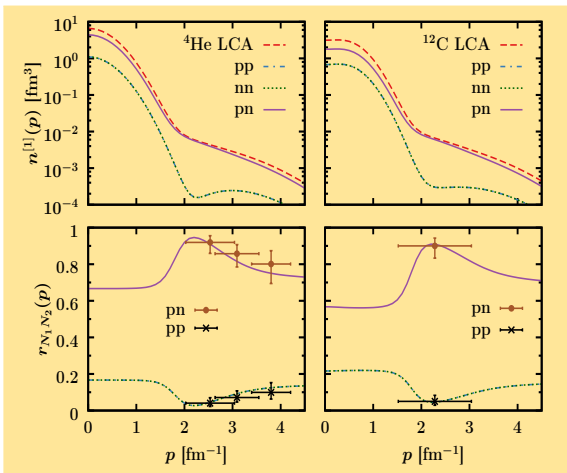 ⁴He LCA
pp
nn
pn
¹²C LCA
pp
nn
pn
n^[1](p) [fm³]
10¹
10⁰
10⁻¹
10⁻²
10⁻³
10⁻⁴
r_{N₁N₂}(p)
1
0.8
0.6
0.4
0.2
0
pn
pp
pn
pp
0 1 2 3 4
0 1 2 3 4
p [fm⁻¹]
p [fm⁻¹]